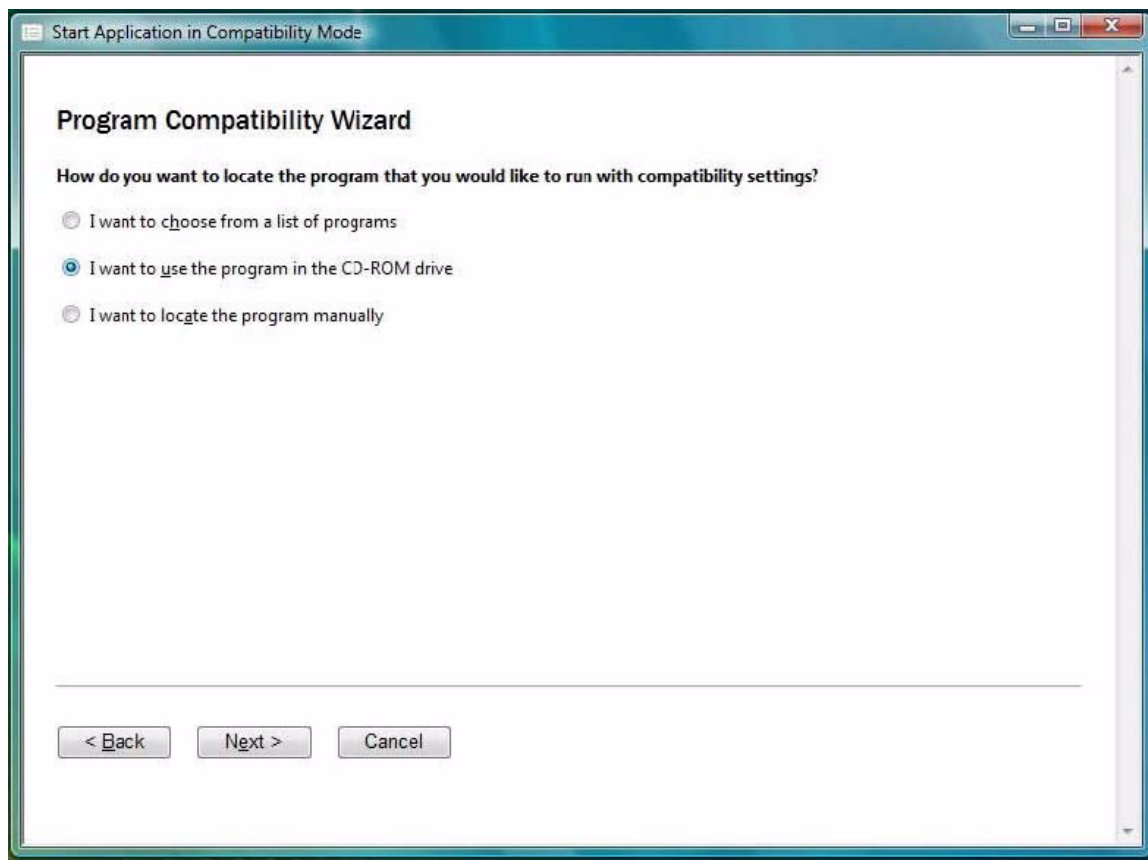 Start Application in Compatibility Mode
Program Compatibility Wizard
How do you want to locate the program that you would like to run with compatibility settings?
I want to choose from a list of programs
I want to use the program in the CD-ROM drive
I want to locate the program manually
< Back
Next >
Cancel